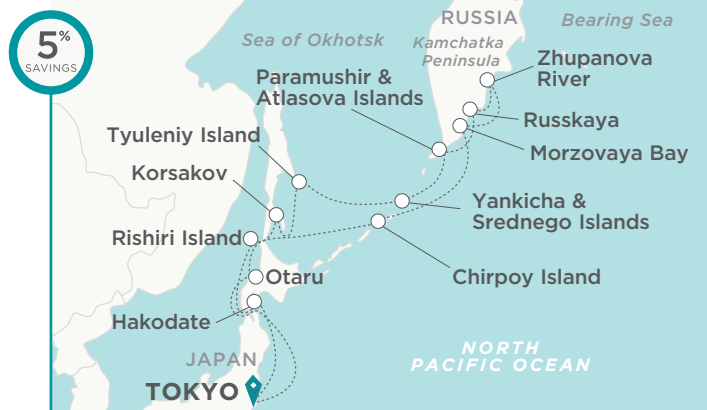 5%
SAVINGS
RUSSIA
Bearing Sea
Sea of Okhotsk
Kamchatka
Peninsula
Zhupanova
River
Paramushir &
Atlasova Islands
Russkaya
Tyuleniy Island
Morzovaya Bay
Korsakov
Yankicha &
Srednego Islands
Rishiri Island
Otaru
Chirpoy Island
Hakodate
NORTH
PACIFIC OCEAN
JAPAN
TOKYO